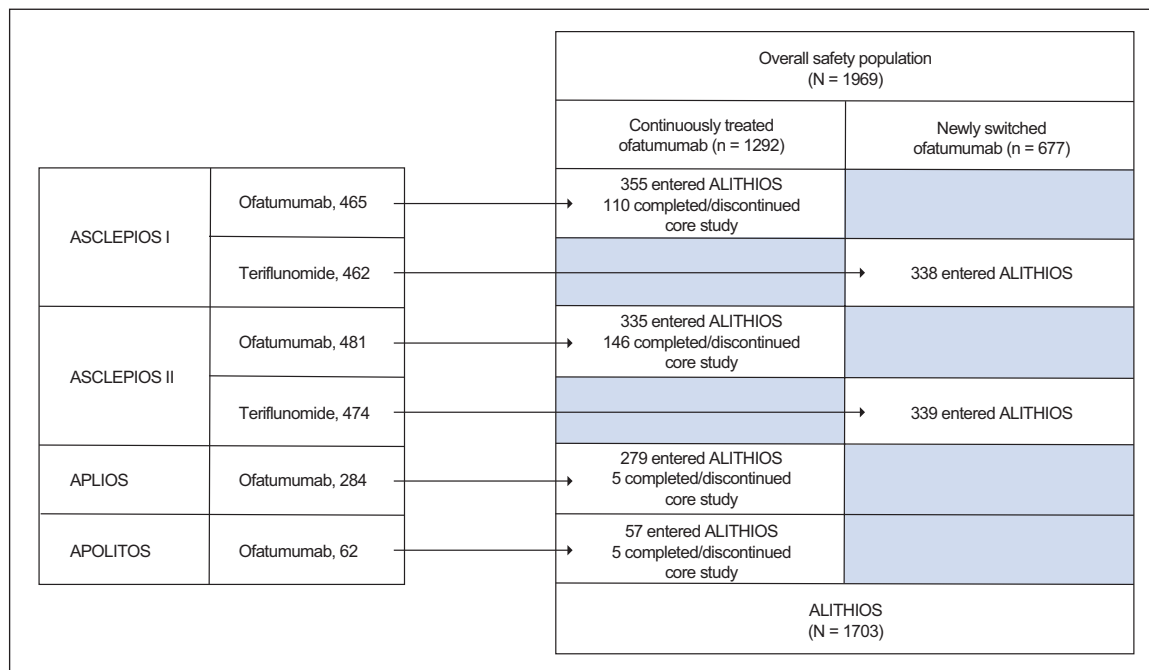 Overall safety population
(N = 1969)
Continuously treated
ofatumumab (n = 1292)
Newly switched
ofatumumab (n = 677)
ASCLEPIOS I
Ofatumumab, 465
355 entered ALITHIOS
110 completed/discontinued
core study
Teriflunomide, 462
338 entered ALITHIOS
ASCLEPIOS II
Ofatumumab, 481
335 entered ALITHIOS
146 completed/discontinued
core study
Teriflunomide, 474
339 entered ALITHIOS
APLIOS
Ofatumumab, 284
279 entered ALITHIOS
5 completed/discontinued
core study
APOLITOS
Ofatumumab, 62
57 entered ALITHIOS
5 completed/discontinued
core study
ALITHIOS
(N = 1703)